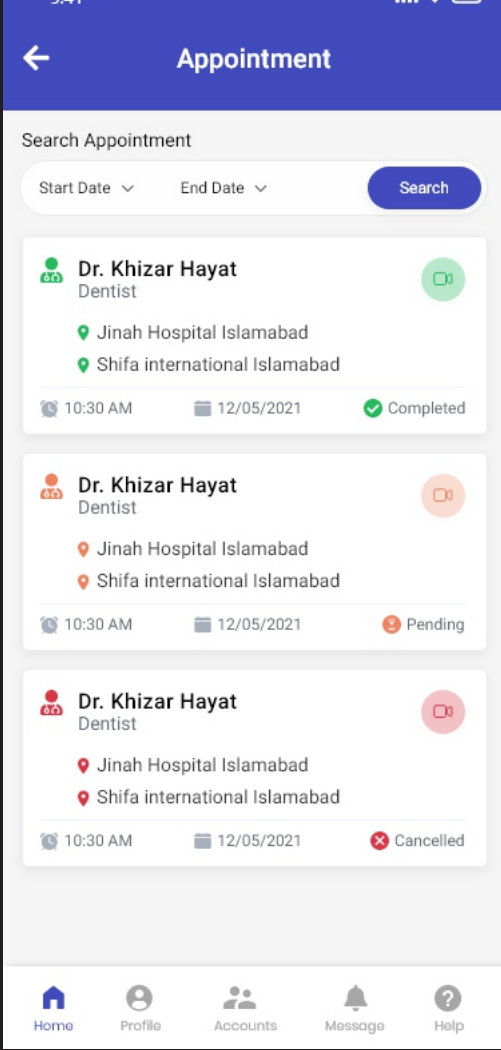 9:41
Appointment
Search Appointment
Start Date End Date Search
Dr. Khizar Hayat
Dentist
Jinah Hospital Islamabad
Shifa international Islamabad
10:30 AM 12/05/2021 Completed
Dr. Khizar Hayat
Dentist
Jinah Hospital Islamabad
Shifa international Islamabad
10:30 AM 12/05/2021 Pending
Dr. Khizar Hayat
Dentist
Jinah Hospital Islamabad
Shifa international Islamabad
10:30 AM 12/05/2021 Cancelled
Home Profile Accounts Message Help